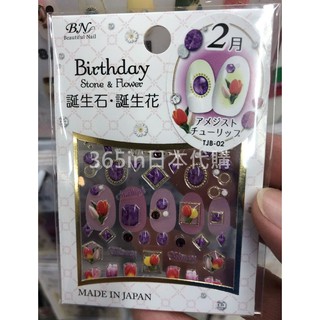 BN
Beautiful Nail
2月
Birthday
Stone & Flower
誕生石・誕生花
アメジスト
チューリップ
TJB-02
365in日本代購
MADE IN JAPAN